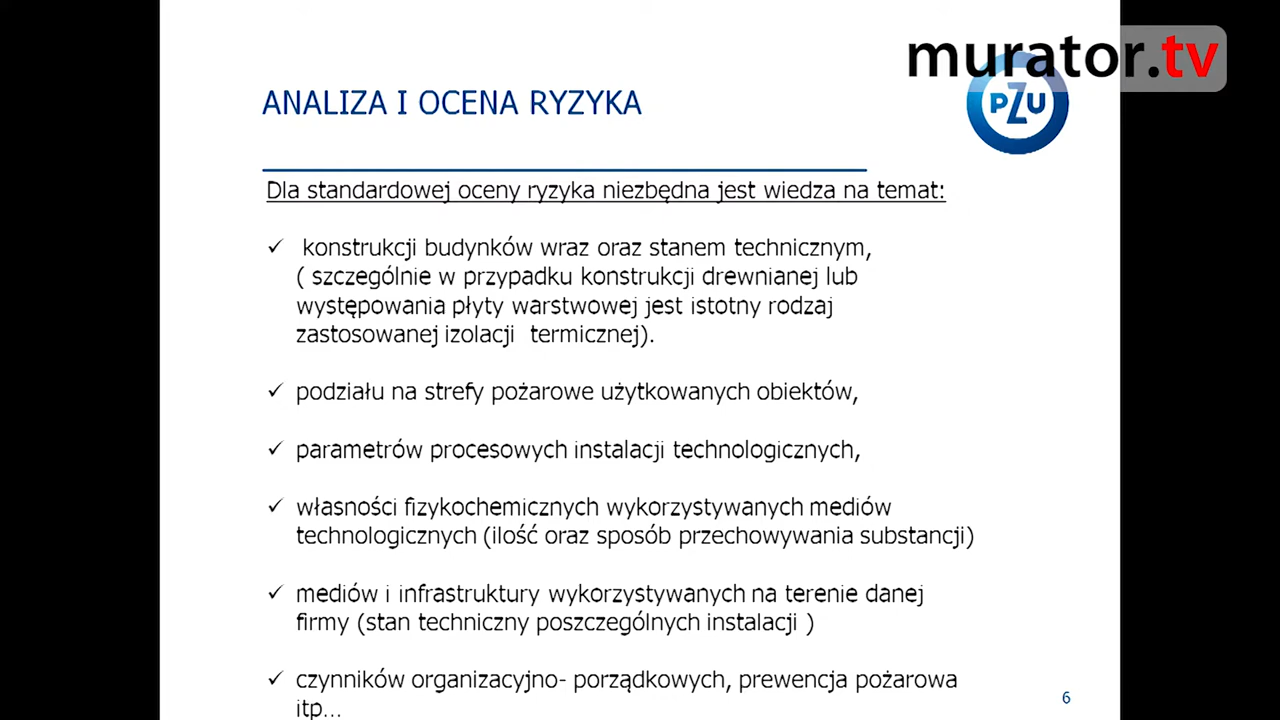 murator.tv
PZU
ANALIZA I OCENA RYZYKA
Dla standardowej oceny ryzyka niezbędna jest wiedza na temat:
✓ konstrukcji budynków wraz oraz stanem technicznym,
( szczególnie w przypadku konstrukcji drewnianej lub
występowania płyty warstwowej jest istotny rodzaj
zastosowanej izolacji termicznej).
✓ podziału na strefy pożarowe użytkowanych obiektów,
✓ parametrów procesowych instalacji technologicznych,
✓ własności fizykochemicznych wykorzystywanych mediów
technologicznych (ilość oraz sposób przechowywania substancji)
✓ mediów i infrastruktury wykorzystywanych na terenie danej
firmy (stan techniczny poszczególnych instalacji )
✓ czynników organizacyjno- porządkowych, prewencja pożarowa
itp...
6